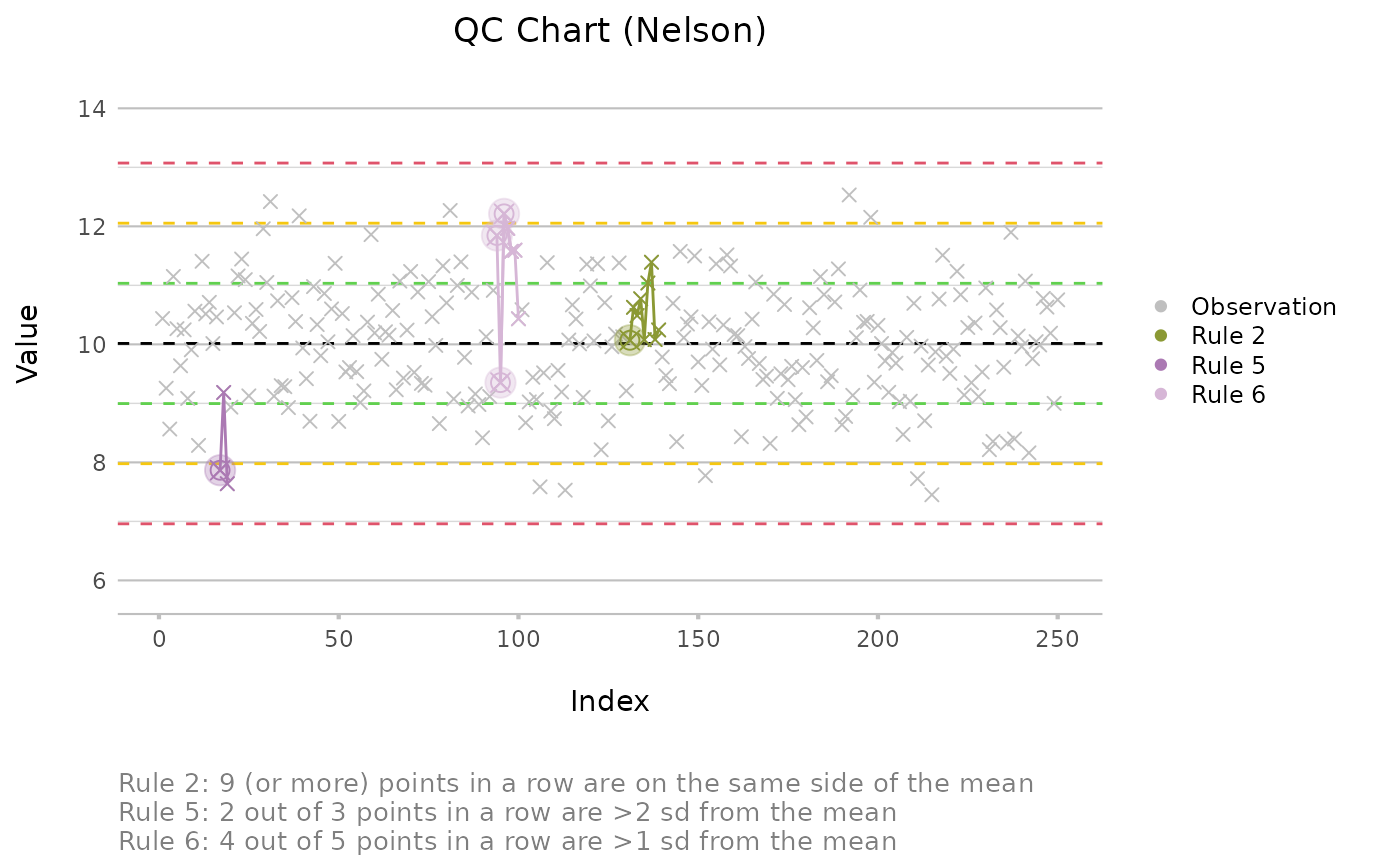 QC Chart (Nelson)
14
12
10
8
6
Value
0 50 100 150 200 250
Index
Observation
Rule 2
Rule 5
Rule 6
Rule 2: 9 (or more) points in a row are on the same side of the mean
Rule 5: 2 out of 3 points in a row are >2 sd from the mean
Rule 6: 4 out of 5 points in a row are >1 sd from the mean